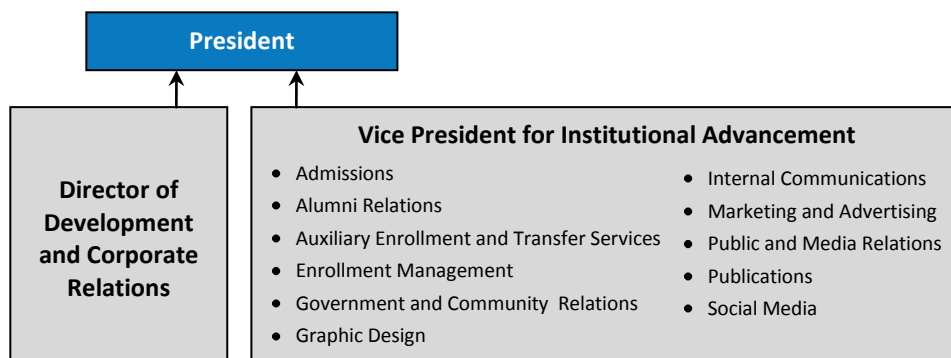 President
Director of
Development
and Corporate
Relations
Vice President for Institutional Advancement
• Admissions
• Alumni Relations
• Auxiliary Enrollment and Transfer Services
• Enrollment Management
• Government and Community Relations
• Graphic Design
• Internal Communications
• Marketing and Advertising
• Public and Media Relations
• Publications
• Social Media